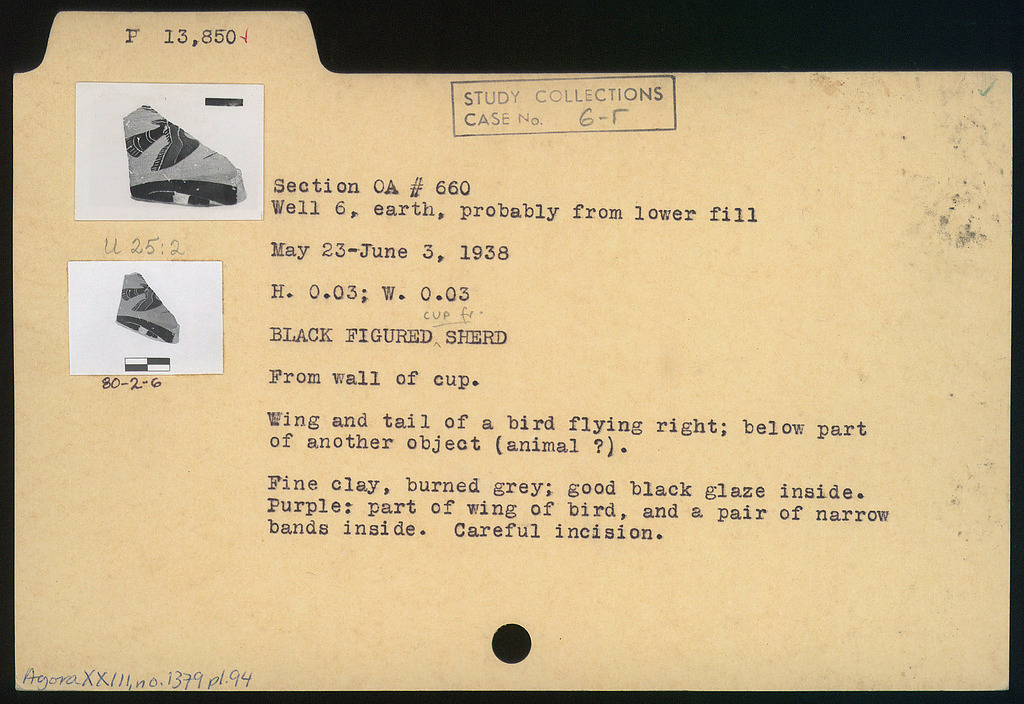 P 13,850
STUDY COLLECTIONS
CASE No. 6-Γ
Section OA # 660
Well 6, earth, probably from lower fill
U 25:2
May 23-June 3, 1938
H. 0.03; W. 0.03
cup fr.
BLACK FIGURED SHERD
80-2-6
From wall of cup.
Wing and tail of a bird flying right; below part
of another object (animal ?).
Fine clay, burned grey; good black glaze inside.
Purple: part of wing of bird, and a pair of narrow
bands inside. Careful incision.
Agora XXIII, no. 1379 pl. 94